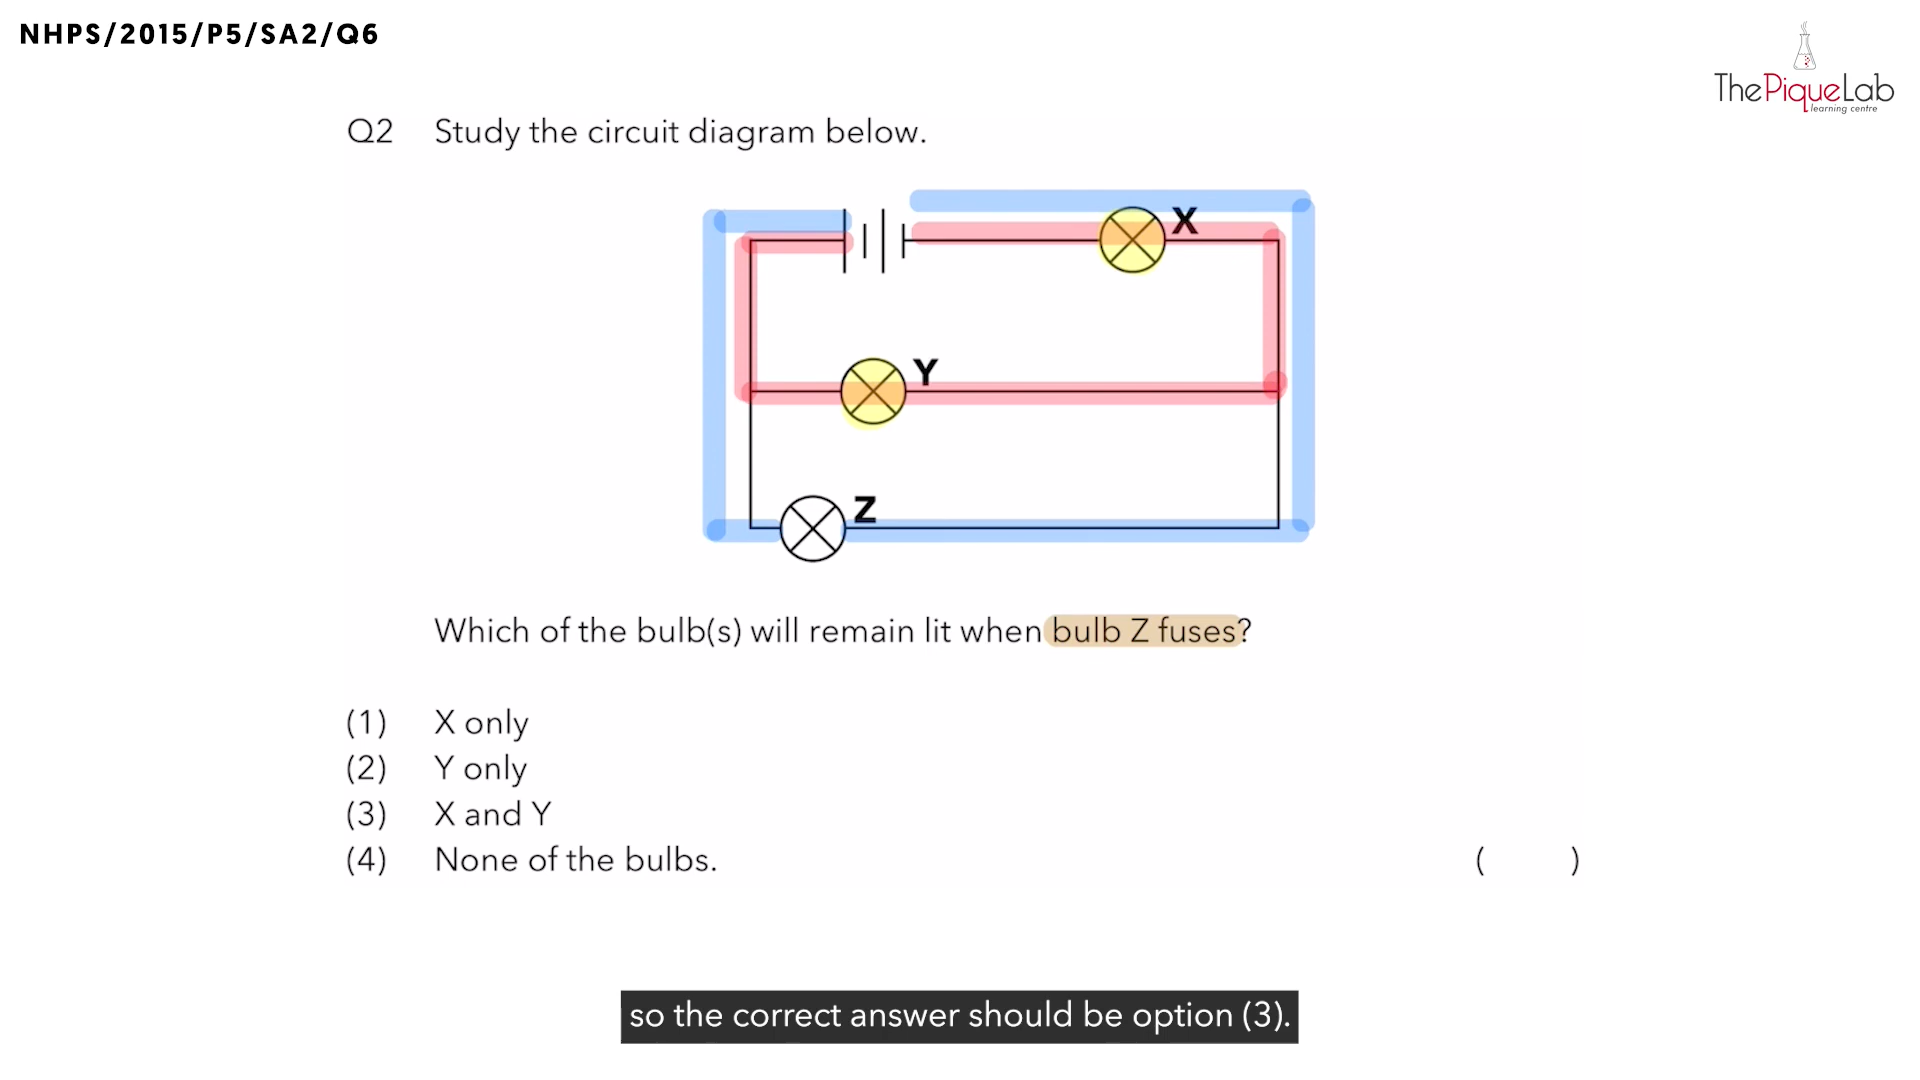 NHPS/2015/P5/SA2/Q6
ThePiqueLab
learning centre
Q2 Study the circuit diagram below.
X
Y
Z
Which of the bulb(s) will remain lit when bulb Z fuses?
(1) X only
(2) Y only
(3) X and Y
(4) None of the bulbs. ( )
so the correct answer should be option (3).